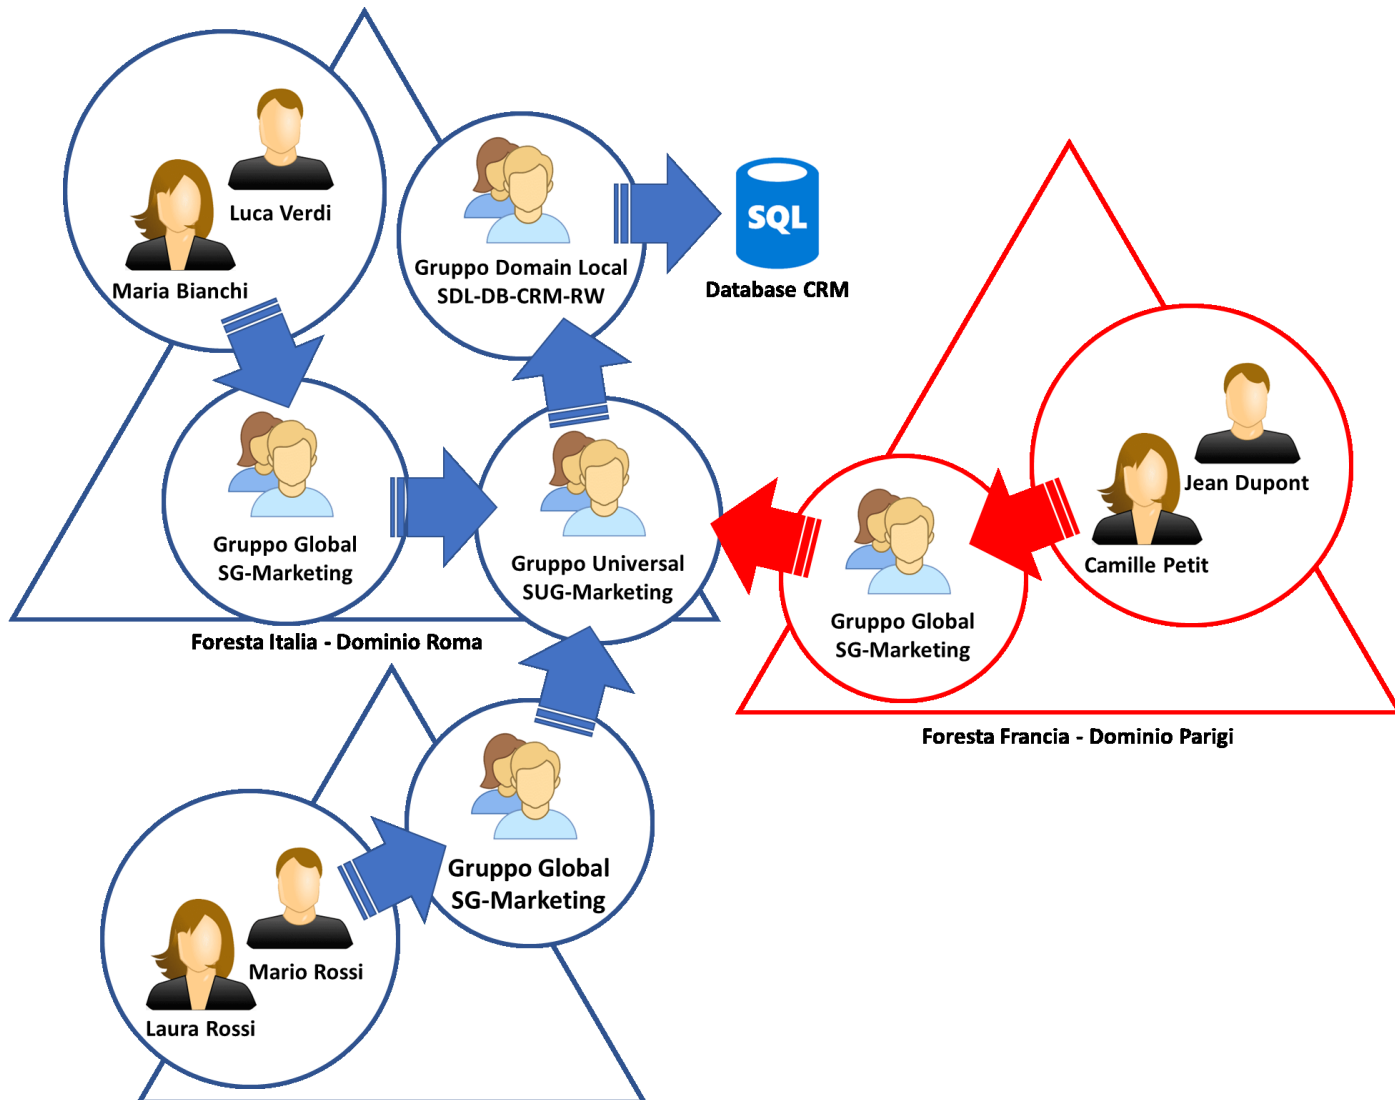 Luca Verdi
Maria Bianchi
Gruppo Domain Local
SDL-DB-CRM-RW
SQL
Database CRM
Gruppo Global
SG-Marketing
Gruppo Universal
SUG-Marketing
Foresta Italia - Dominio Roma
Jean Dupont
Camille Petit
Gruppo Global
SG-Marketing
Foresta Francia - Dominio Parigi
Gruppo Global
SG-Marketing
Mario Rossi
Laura Rossi